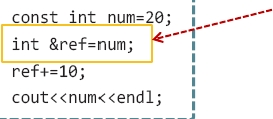 const int num=20;
int &ref=num;
ref+=10;
cout<<num<<endl;